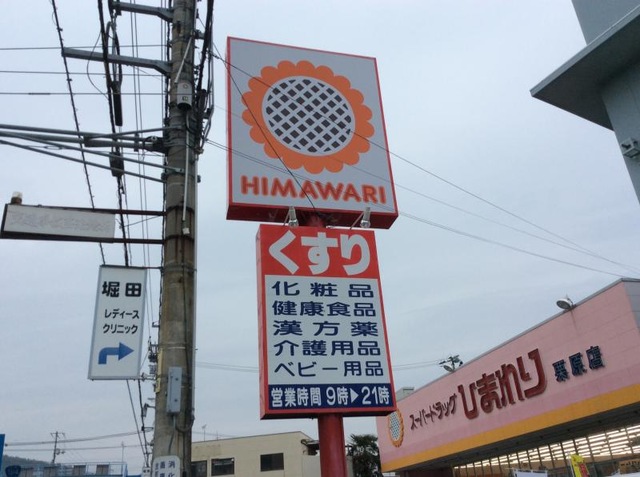 HIMAWARI
くすり
化粧品
健康食品
漢方薬
介護用品
ベビー用品
営業時間 9時▶21時
堀田
レディース
クリニック
スーパードラッグ ひまわり 栗原店